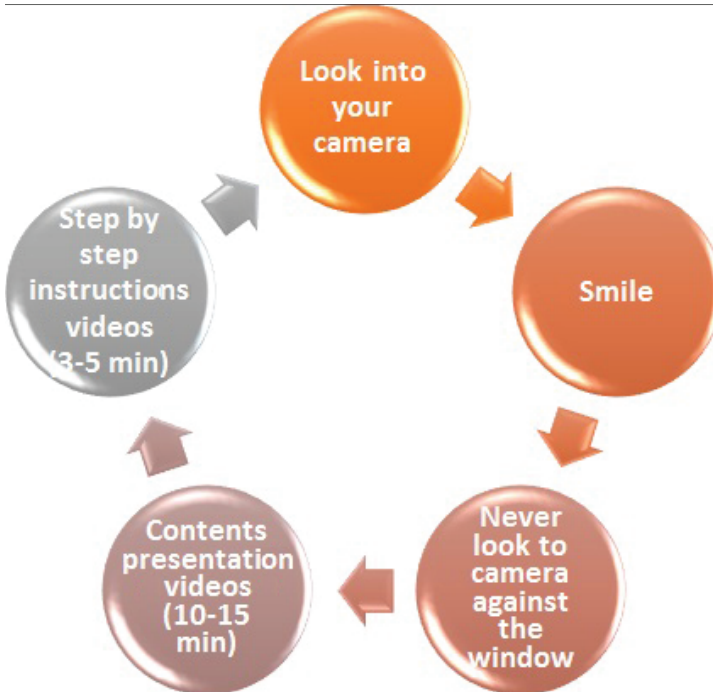 Look into
your
camera
Smile
Never
look to
camera
against
the
window
Contents
presentation
videos
(10-15
min)
Step by
step
instructions
videos
(3-5 min)